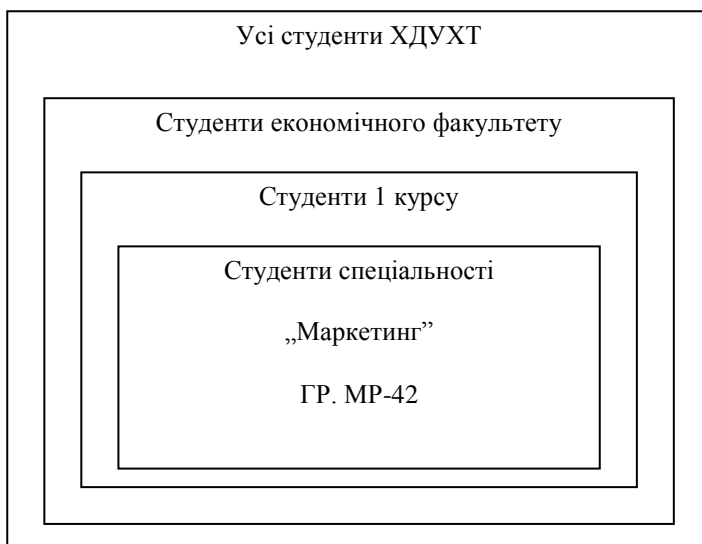 Усі студенти ХДУХТ
Студенти економічного факультету
Студенти 1 курсу
Студенти спеціальності
„Маркетинг”
ГР. МР-42